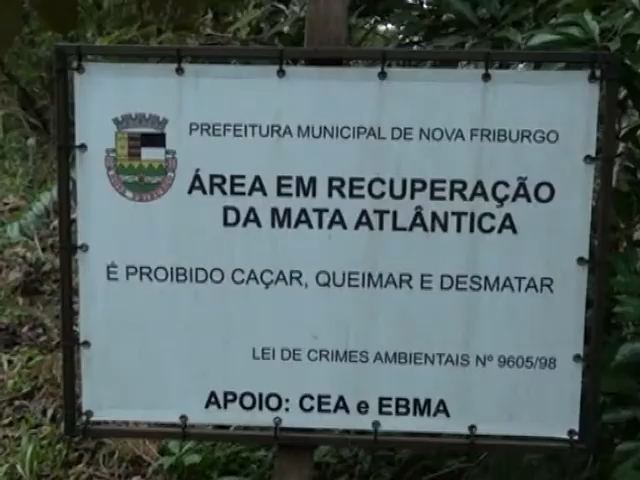 PREFEITURA MUNICIPAL DE NOVA FRIBURGO
ÁREA EM RECUPERAÇÃO
DA MATA ATLÂNTICA
É PROIBIDO CAÇAR, QUEIMAR E DESMATAR
LEI DE CRIMES AMBIENTAIS Nº 9605/98
APOIO: CEA e EBMA